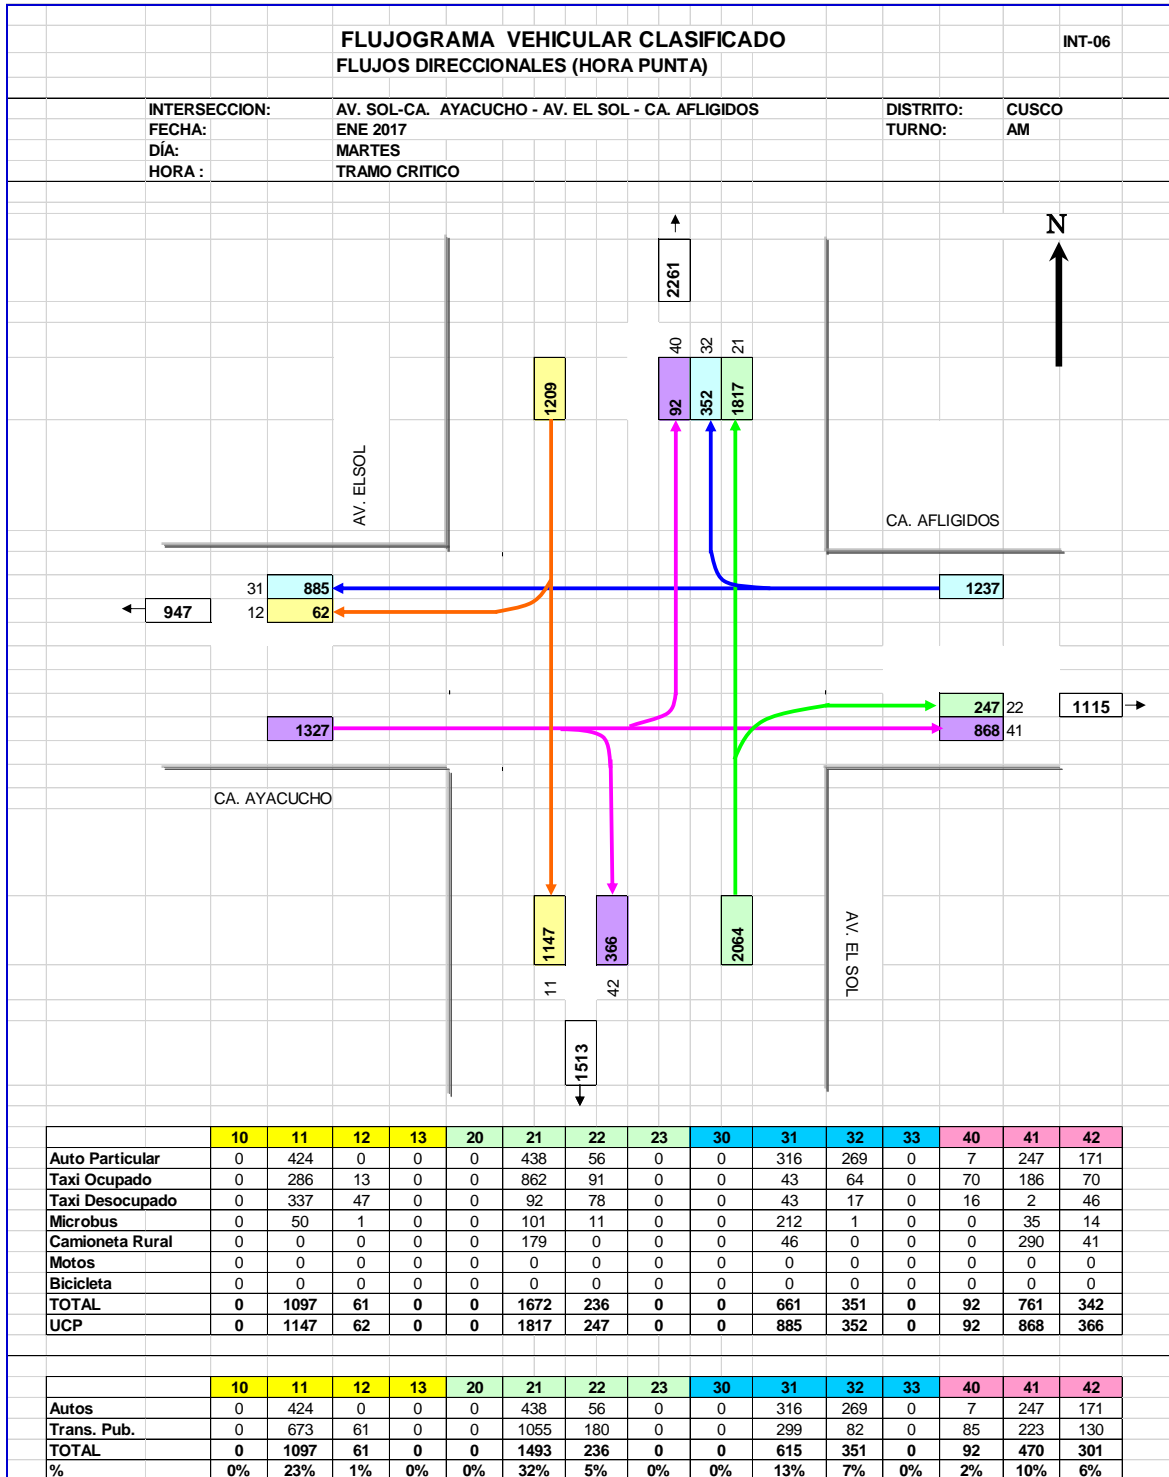 FLUJOGRAMA VEHICULAR CLASIFICADO INT-06
FLUJOS DIRECCIONALES (HORA PUNTA)
INTERSECCION: AV. SOL-CA. AYACUCHO - AV. EL SOL - CA. AFLIGIDOS DISTRITO: CUSCO
FECHA: ENE 2017 TURNO: AM
DÍA: MARTES
HORA : TRAMO CRITICO
N
2261
40 32 21
1209 92 352 1817
AV. ELSOL
CA. AFLIGIDOS
31 885 1237
947 12 62
247 22 1115
1327 868 41
CA. AYACUCHO
1147 366 2064
AV. EL SOL
11 42
1513
10 11 12 13 20 21 22 23 30 31 32 33 40 41 42
Auto Particular 0 424 0 0 0 438 56 0 0 316 269 0 7 247 171
Taxi Ocupado 0 286 13 0 0 862 91 0 0 43 64 0 70 186 70
Taxi Desocupado 0 337 47 0 0 92 78 0 0 43 17 0 16 2 46
Microbus 0 50 1 0 0 101 11 0 0 212 1 0 0 35 14
Camioneta Rural 0 0 0 0 0 179 0 0 0 46 0 0 0 290 41
Motos 0 0 0 0 0 0 0 0 0 0 0 0 0 0 0
Bicicleta 0 0 0 0 0 0 0 0 0 0 0 0 0 0 0
TOTAL 0 1097 61 0 0 1672 236 0 0 661 351 0 92 761 342
UCP 0 1147 62 0 0 1817 247 0 0 885 352 0 92 868 366
10 11 12 13 20 21 22 23 30 31 32 33 40 41 42
Autos 0 424 0 0 0 438 56 0 0 316 269 0 7 247 171
Trans. Pub. 0 673 61 0 0 1055 180 0 0 299 82 0 85 223 130
TOTAL 0 1097 61 0 0 1493 236 0 0 615 351 0 92 470 301
% 0% 23% 1% 0% 0% 32% 5% 0% 0% 13% 7% 0% 2% 10% 6%